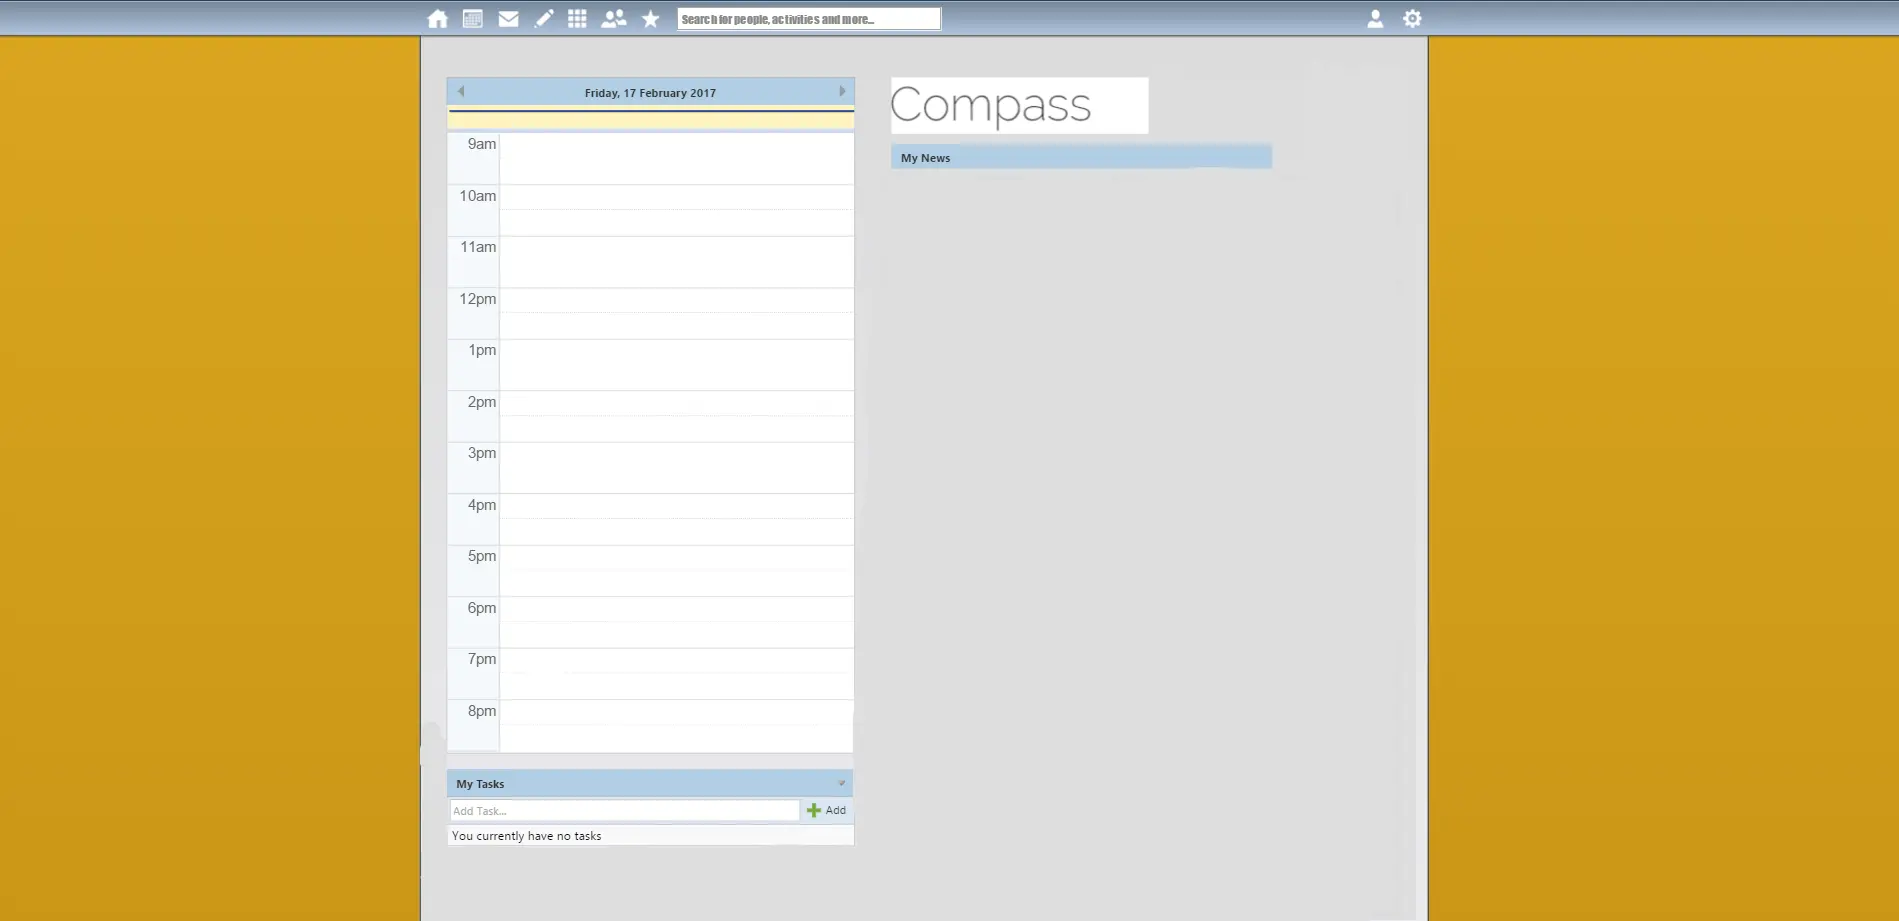 Search for people, activities and more...
Friday, 17 February 2017
9am
10am
11am
12pm
1pm
2pm
3pm
4pm
5pm
6pm
7pm
8pm
My Tasks
Add Task...
Add
You currently have no tasks
Compass
My News